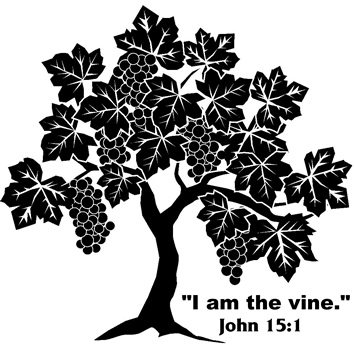 "I am the vine."
John 15:1